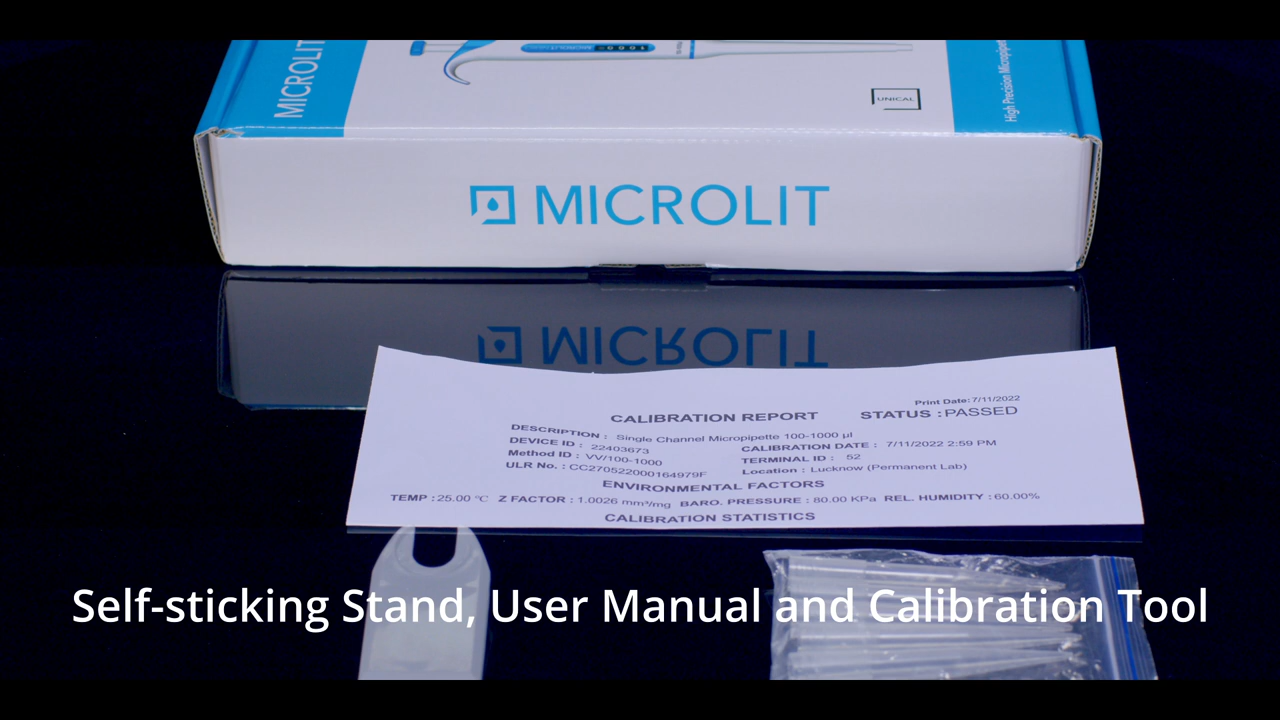 MICROLIT
MICROLIT
UNICAL
High Precision Micropipet
MICROLIT
MICROLIT
Print Date: 7/11/2022
CALIBRATION REPORT STATUS : PASSED
DESCRIPTION : Single Channel Micropipette 100-1000 µl
DEVICE ID : 22403673 CALIBRATION DATE : 7/11/2022 2:59 PM
Method ID : VV/100-1000 TERMINAL ID : 52
ULR No. : CC270522000164979F Location : Lucknow (Permanent Lab)
ENVIRONMENTAL FACTORS
TEMP : 25.00 °C Z FACTOR : 1.0026 mm³/mg BARO. PRESSURE : 80.00 KPa REL. HUMIDITY : 60.00%
CALIBRATION STATISTICS
Self-sticking Stand, User Manual and Calibration Tool